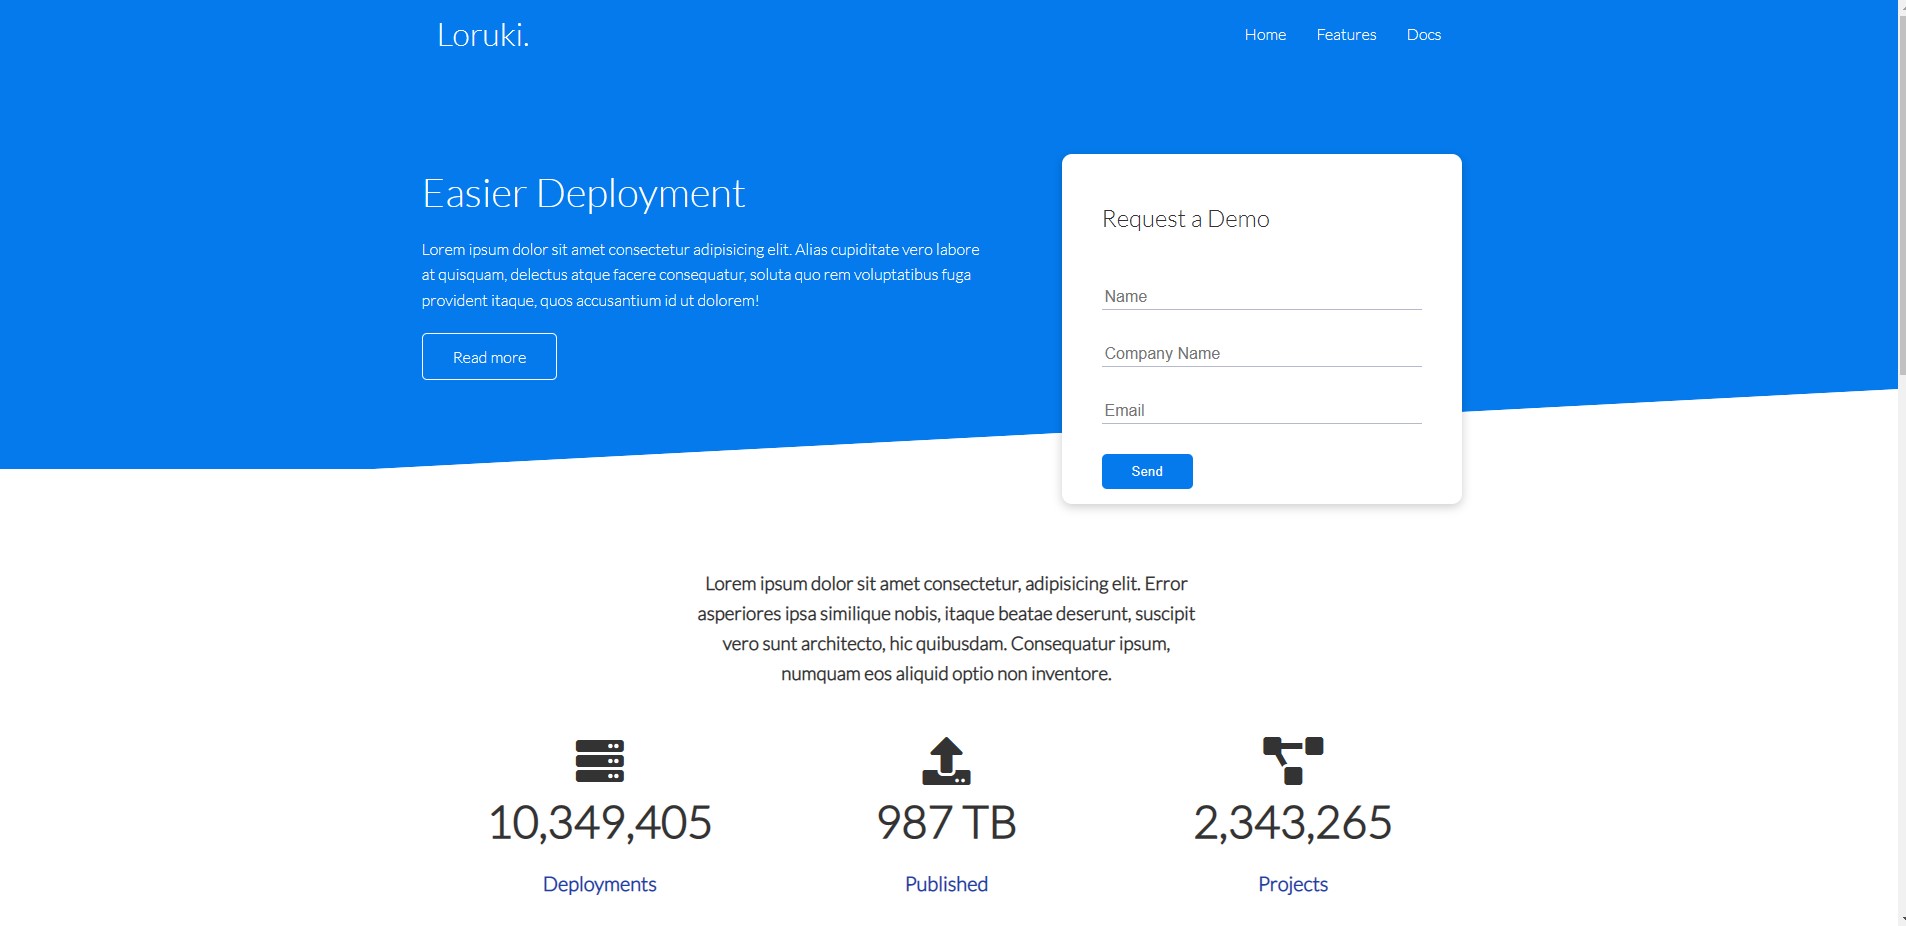 Loruki.
Home Features Docs
Easier Deployment
Lorem ipsum dolor sit amet consectetur adipisicing elit. Alias cupiditate vero labore
at quisquam, delectus atque facere consequatur, soluta quo rem voluptatibus fuga
provident itaque, quos accusantium id ut dolorem!
Read more
Request a Demo
Name
Company Name
Email
Send
Lorem ipsum dolor sit amet consectetur, adipisicing elit. Error
asperiores ipsa similique nobis, itaque beatae deserunt, suscipit
vero sunt architecto, hic quibusdam. Consequatur ipsum,
numquam eos aliquid optio non inventore.
10,349,405
Deployments
987 TB
Published
2,343,265
Projects